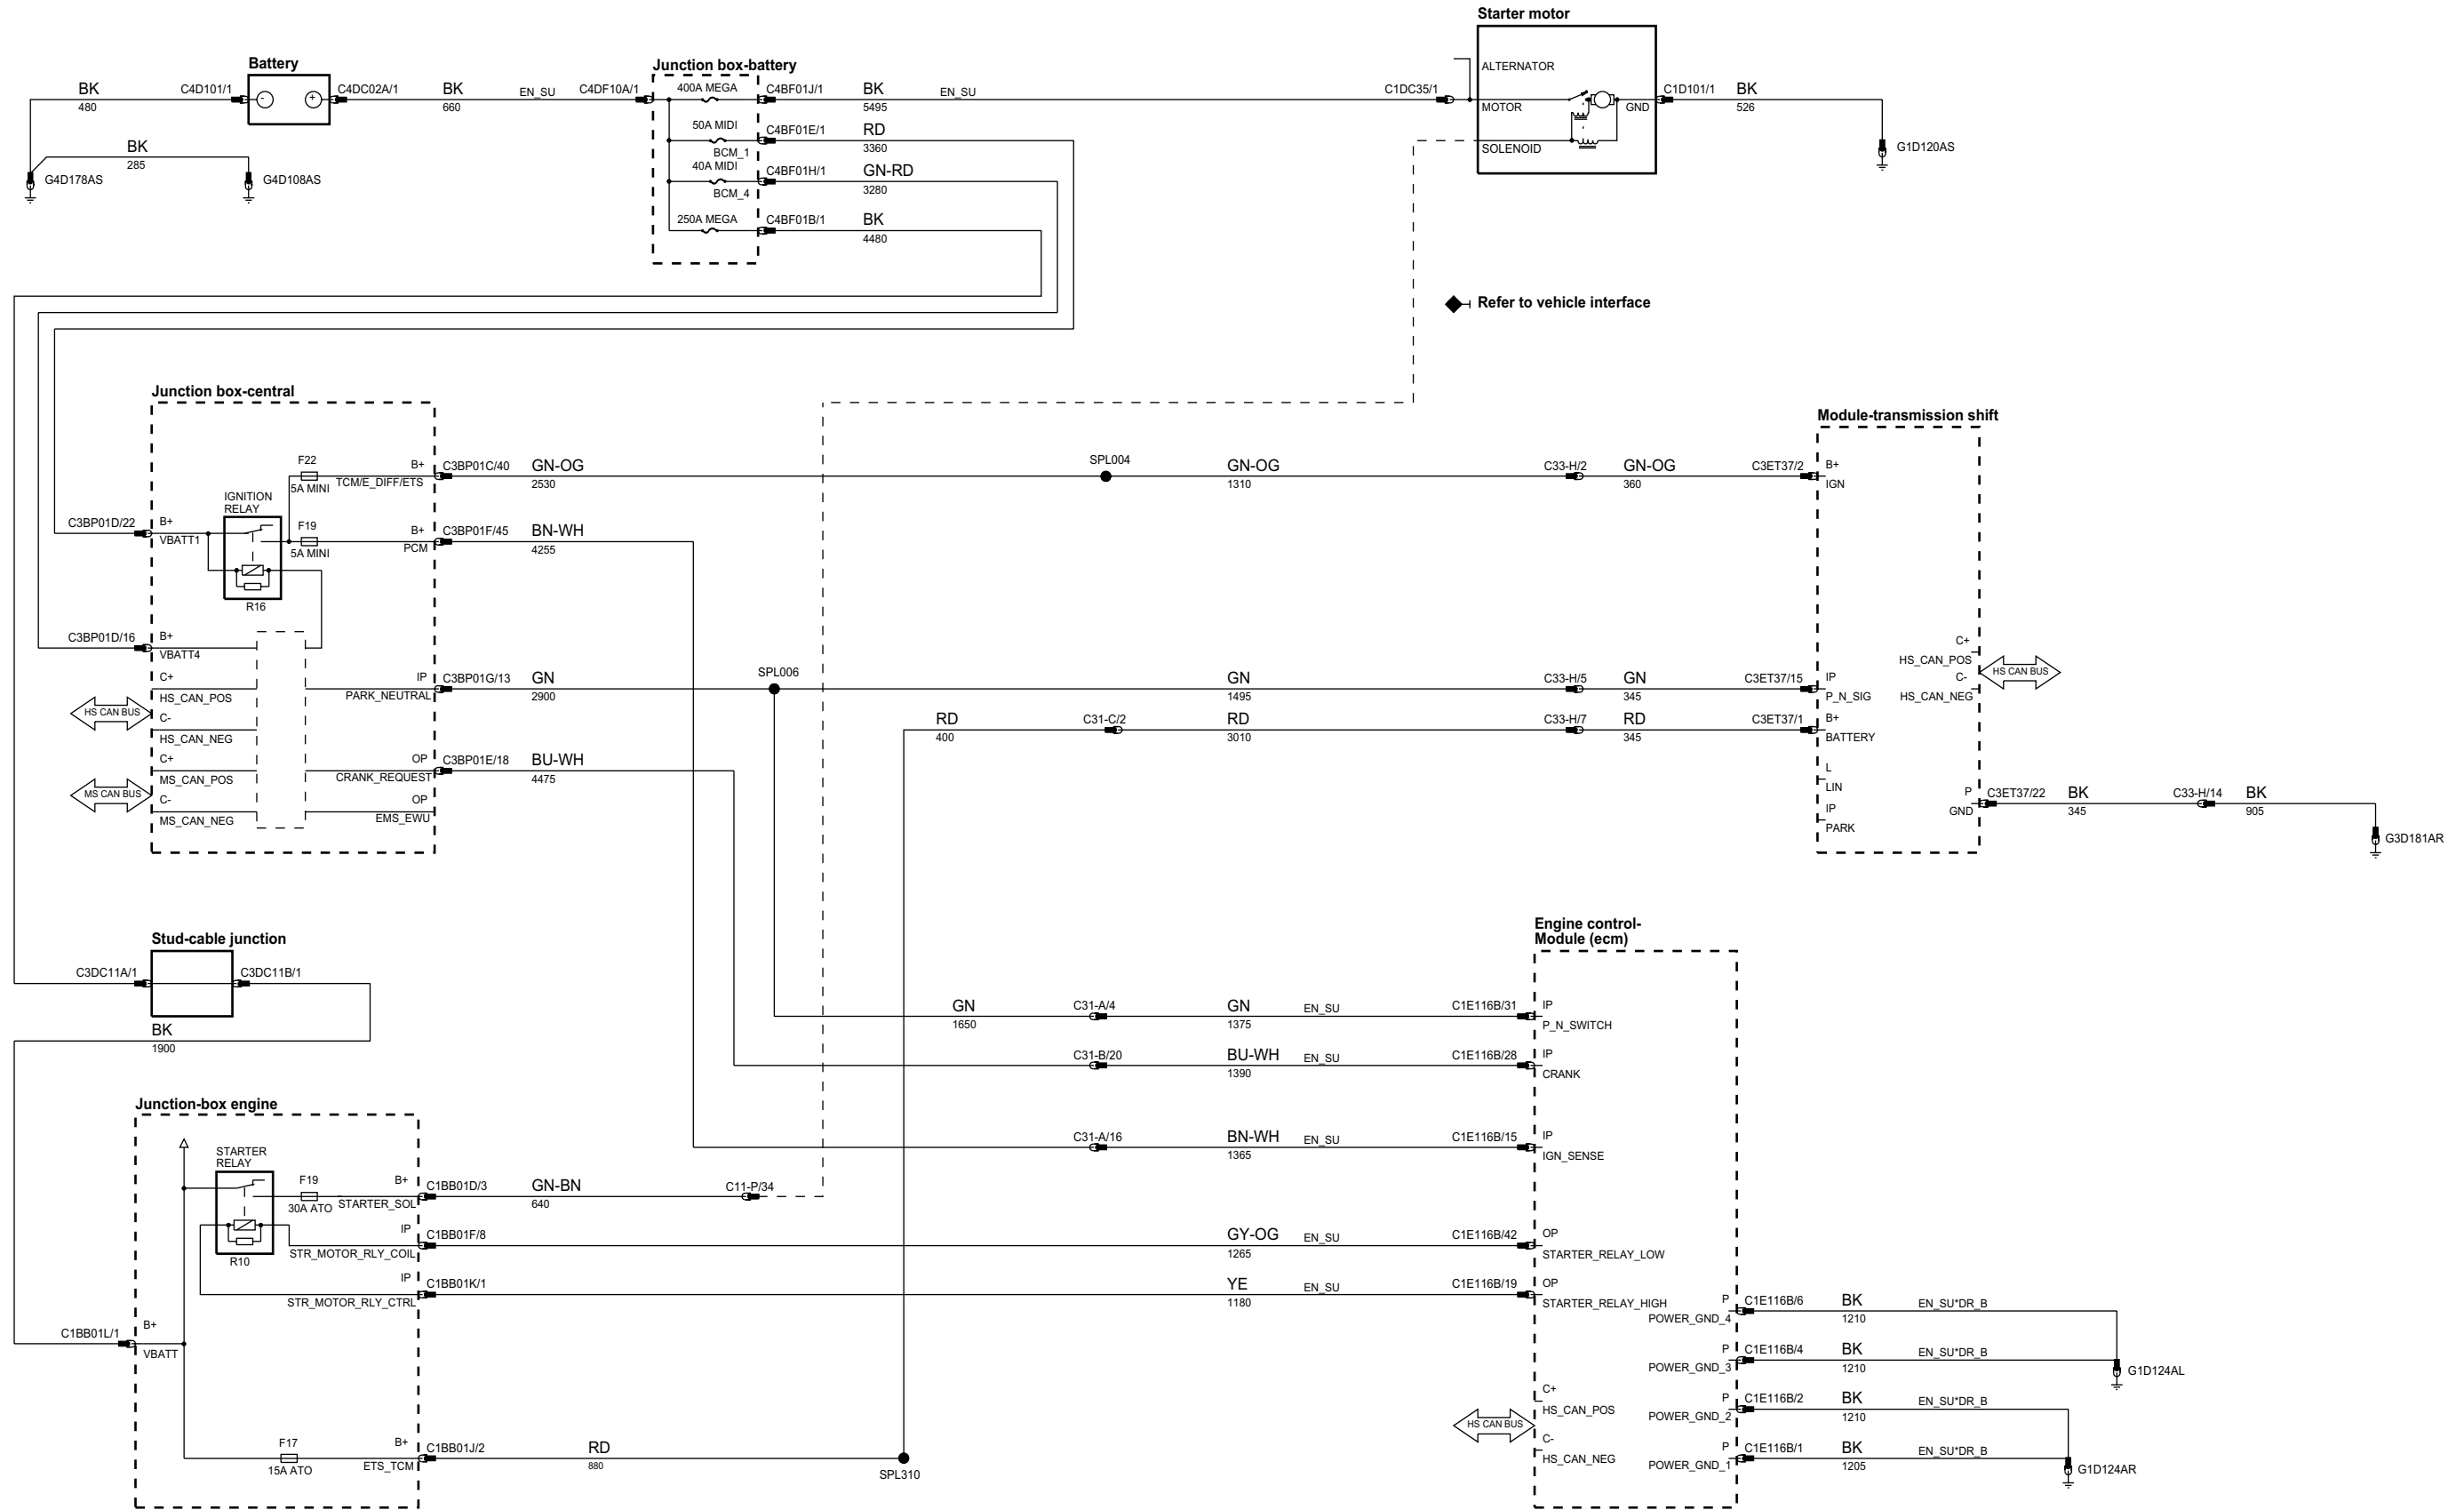 Starter motor
ALTERNATOR
C1DC35/1
MOTOR
GND
C1D101/1
BK
526
SOLENOID
G1D120AS
Battery
BK
480
C4D101/1
-
+
C4DC02A/1
BK
660
EN_SU
C4DF10A/1
BK
285
G4D178AS
G4D108AS
Junction box-battery
400A MEGA
C4BF01J/1
BK
5495
EN_SU
50A MIDI
BCM_1
C4BF01E/1
RD
3360
40A MIDI
BCM_4
C4BF01H/1
GN-RD
3280
250A MEGA
C4BF01B/1
BK
4480
Refer to vehicle interface
Junction box-central
F22
5A MINI
B+
TCM/E_DIFF/ETS
C3BP01C/40
GN-OG
2530
SPL004
GN-OG
1310
C33-H/2
GN-OG
360
C3ET37/2
IGNITION
RELAY
R16
C3BP01D/22
B+
VBATT1
F19
5A MINI
B+
PCM
C3BP01F/45
BN-WH
4255
C3BP01D/16
B+
VBATT4
C+
HS_CAN_POS
HS CAN BUS
C-
HS_CAN_NEG
C+
MS_CAN_POS
MS CAN BUS
C-
MS_CAN_NEG
IP
PARK_NEUTRAL
C3BP01G/13
GN
2900
SPL006
GN
1495
C33-H/5
GN
345
C3ET37/15
RD
400
C31-C/2
RD
3010
C33-H/7
RD
345
C3ET37/1
OP
CRANK_REQUEST
C3BP01E/18
BU-WH
4475
OP
EMS_EWU
Module-transmission shift
B+
IGN
C+
HS_CAN_POS
HS CAN BUS
C-
HS_CAN_NEG
IP
P_N_SIG
B+
BATTERY
L
LIN
IP
PARK
P
GND
C3ET37/22
BK
345
C33-H/14
BK
905
G3D181AR
Stud-cable junction
C3DC11A/1
C3DC11B/1
BK
1900
Engine control-
Module (ecm)
GN
1650
C31-A/4
GN
1375
EN_SU
C1E116B/31
IP
P_N_SWITCH
C31-B/20
BU-WH
1390
EN_SU
C1E116B/28
IP
CRANK
C31-A/16
BN-WH
1365
EN_SU
C1E116B/15
IP
IGN_SENSE
Junction-box engine
STARTER
RELAY
R10
F19
30A ATO
B+
STARTER_SOL
C1BB01D/3
GN-BN
640
C11-P/34
IP
STR_MOTOR_RLY_COIL
C1BB01F/8
GY-OG
1265
EN_SU
C1E116B/42
OP
STARTER_RELAY_LOW
IP
STR_MOTOR_RLY_CTRL
C1BB01K/1
YE
1180
EN_SU
C1E116B/19
OP
STARTER_RELAY_HIGH
C1BB01L/1
B+
VBATT
F17
15A ATO
B+
ETS_TCM
C1BB01J/2
RD
880
SPL310
P
POWER_GND_4
C1E116B/6
BK
1210
EN_SU*DR_B
P
POWER_GND_3
C1E116B/4
BK
1210
EN_SU*DR_B
G1D124AL
C+
HS_CAN_POS
HS CAN BUS
C-
HS_CAN_NEG
P
POWER_GND_2
C1E116B/2
BK
1210
EN_SU*DR_B
P
POWER_GND_1
C1E116B/1
BK
1205
EN_SU*DR_B
G1D124AR